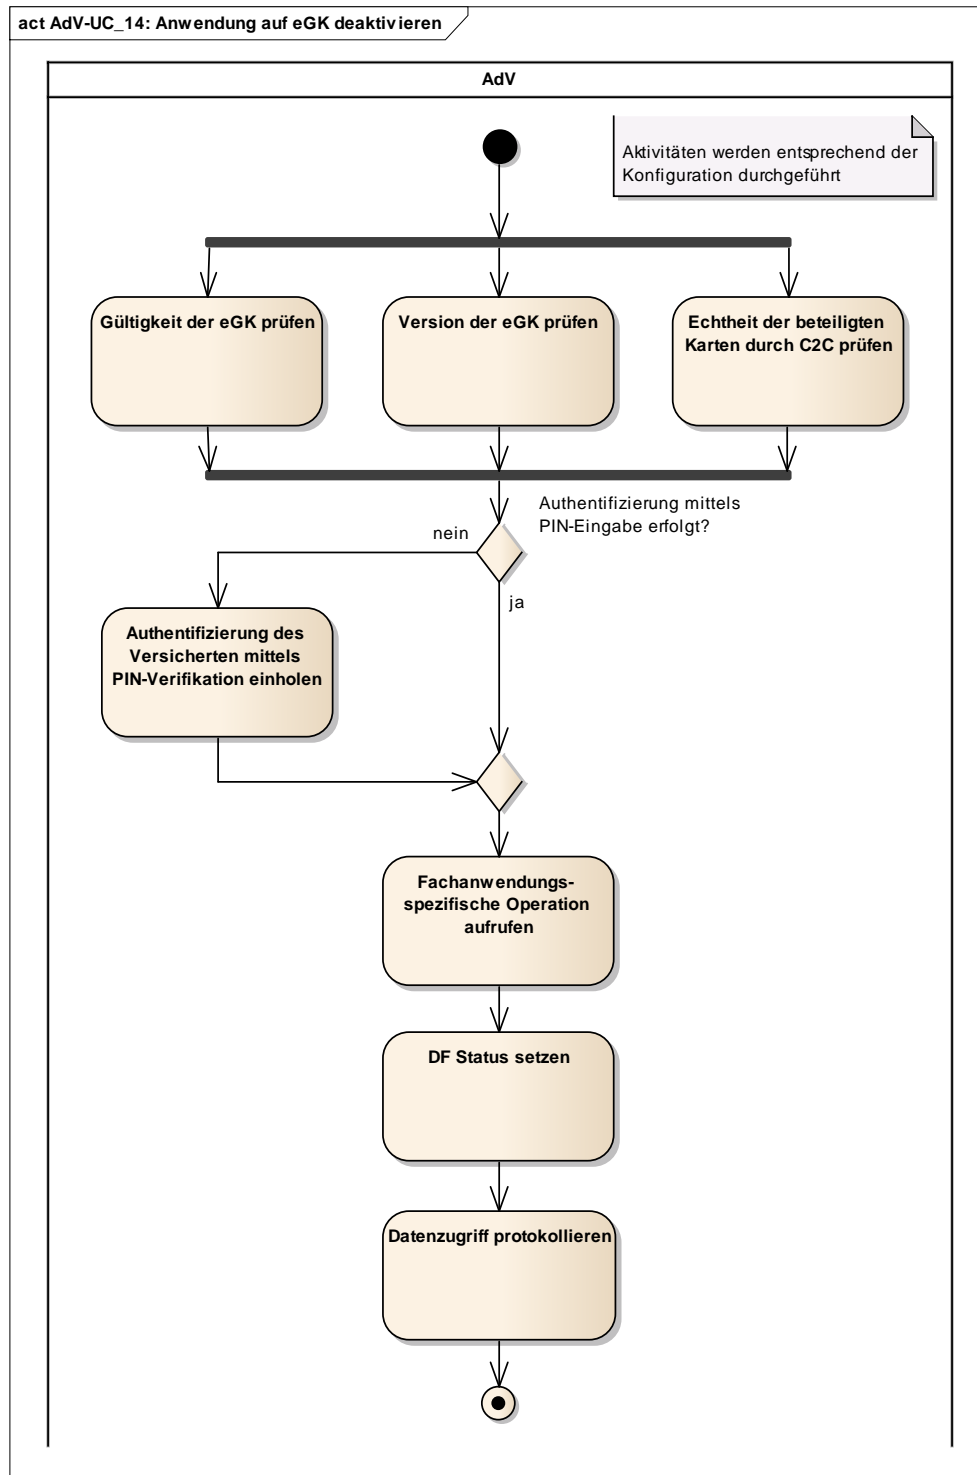 act AdV-UC_14: Anwendung auf eGK deaktivieren
AdV
Aktivitäten werden entsprechend der
Konfiguration durchgeführt
Gültigkeit der eGK prüfen
Version der eGK prüfen
Echtheit der beteiligten
Karten durch C2C prüfen
Authentifizierung mittels
PIN-Eingabe erfolgt?
nein
ja
Authentifizierung des
Versicherten mittels
PIN-Verifikation einholen
Fachanwendungs-
spezifische Operation
aufrufen
DF Status setzen
Datenzugriff protokollieren